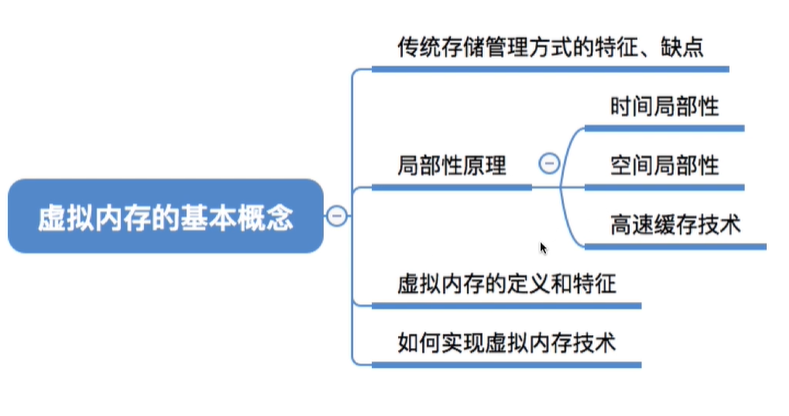 传统存储管理方式的特征、缺点
时间局部性
局部性原理
空间局部性
虚拟内存的基本概念
高速缓存技术
虚拟内存的定义和特征
如何实现虚拟内存技术